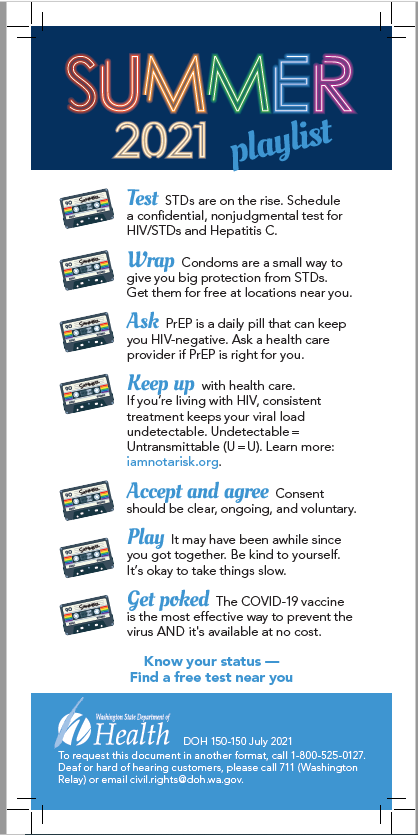 SUMMER
2021 playlist
Test STDs are on the rise. Schedule
a confidential, nonjudgmental test for
HIV/STDs and Hepatitis C.
Wrap Condoms are a small way to
give you big protection from STDs.
Get them for free at locations near you.
Ask PrEP is a daily pill that can keep
you HIV-negative. Ask a health care
provider if PrEP is right for you.
Keep up with health care.
If you're living with HIV, consistent
treatment keeps your viral load
undetectable. Undetectable =
Untransmittable (U = U). Learn more:
iamnotarisk.org.
Accept and agree Consent
should be clear, ongoing, and voluntary.
Play It may have been awhile since
you got together. Be kind to yourself.
It's okay to take things slow.
Get poked The COVID-19 vaccine
is the most effective way to prevent the
virus AND it's available at no cost.
Know your status —
Find a free test near you
Washington State Department of
Health DOH 150-150 July 2021
To request this document in another format, call 1-800-525-0127.
Deaf or hard of hearing customers, please call 711 (Washington
Relay) or email civil.rights@doh.wa.gov.